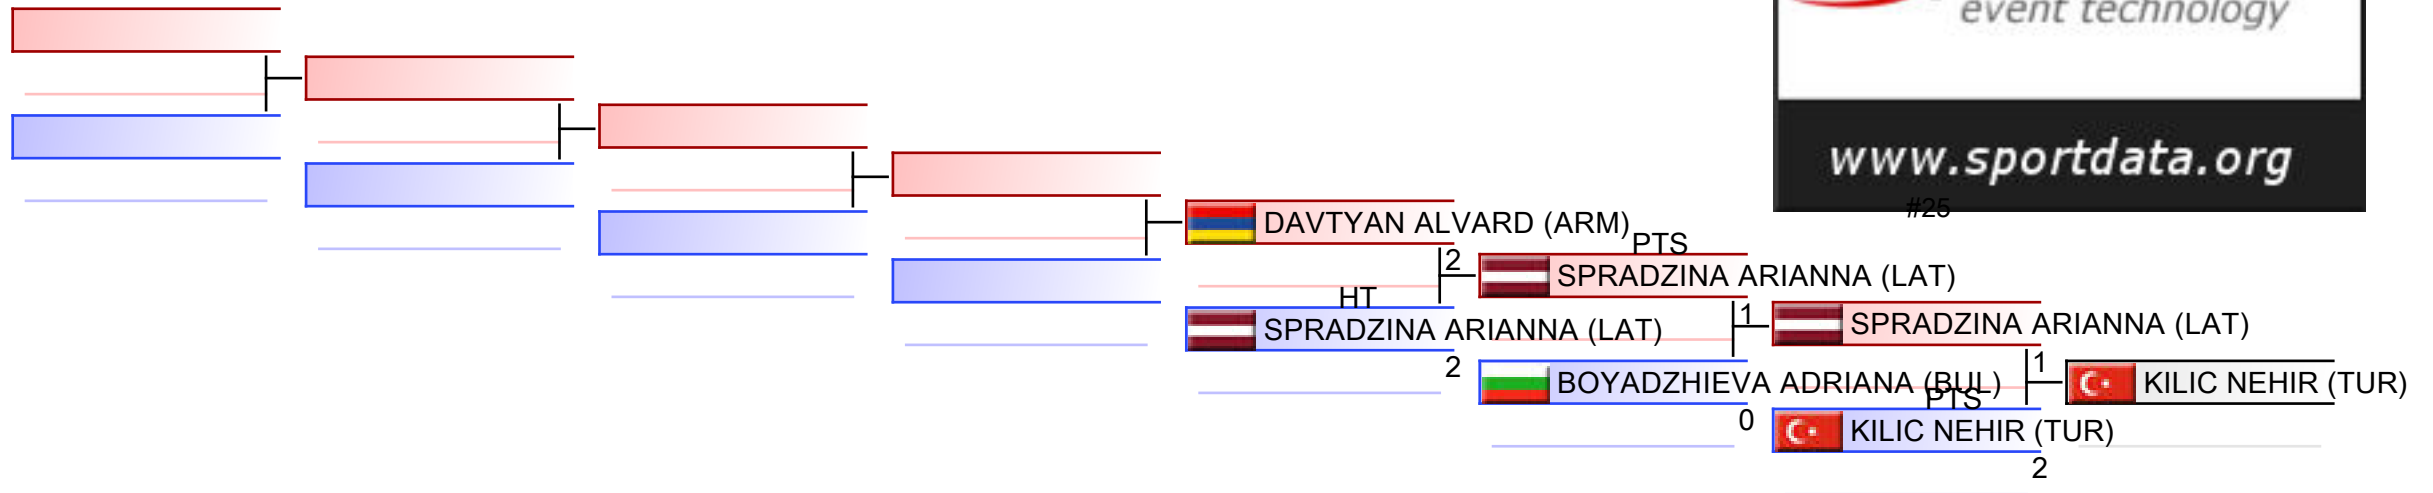 event technology
www.sportdata.org
#25
DAVTYAN ALVARD (ARM)
PTS
2
SPRADZINA ARIANNA (LAT)
HT
SPRADZINA ARIANNA (LAT)
1
SPRADZINA ARIANNA (LAT)
2
BOYADZHIEVA ADRIANA (BUL)
1
KILIC NEHIR (TUR)
PTS
0
KILIC NEHIR (TUR)
2